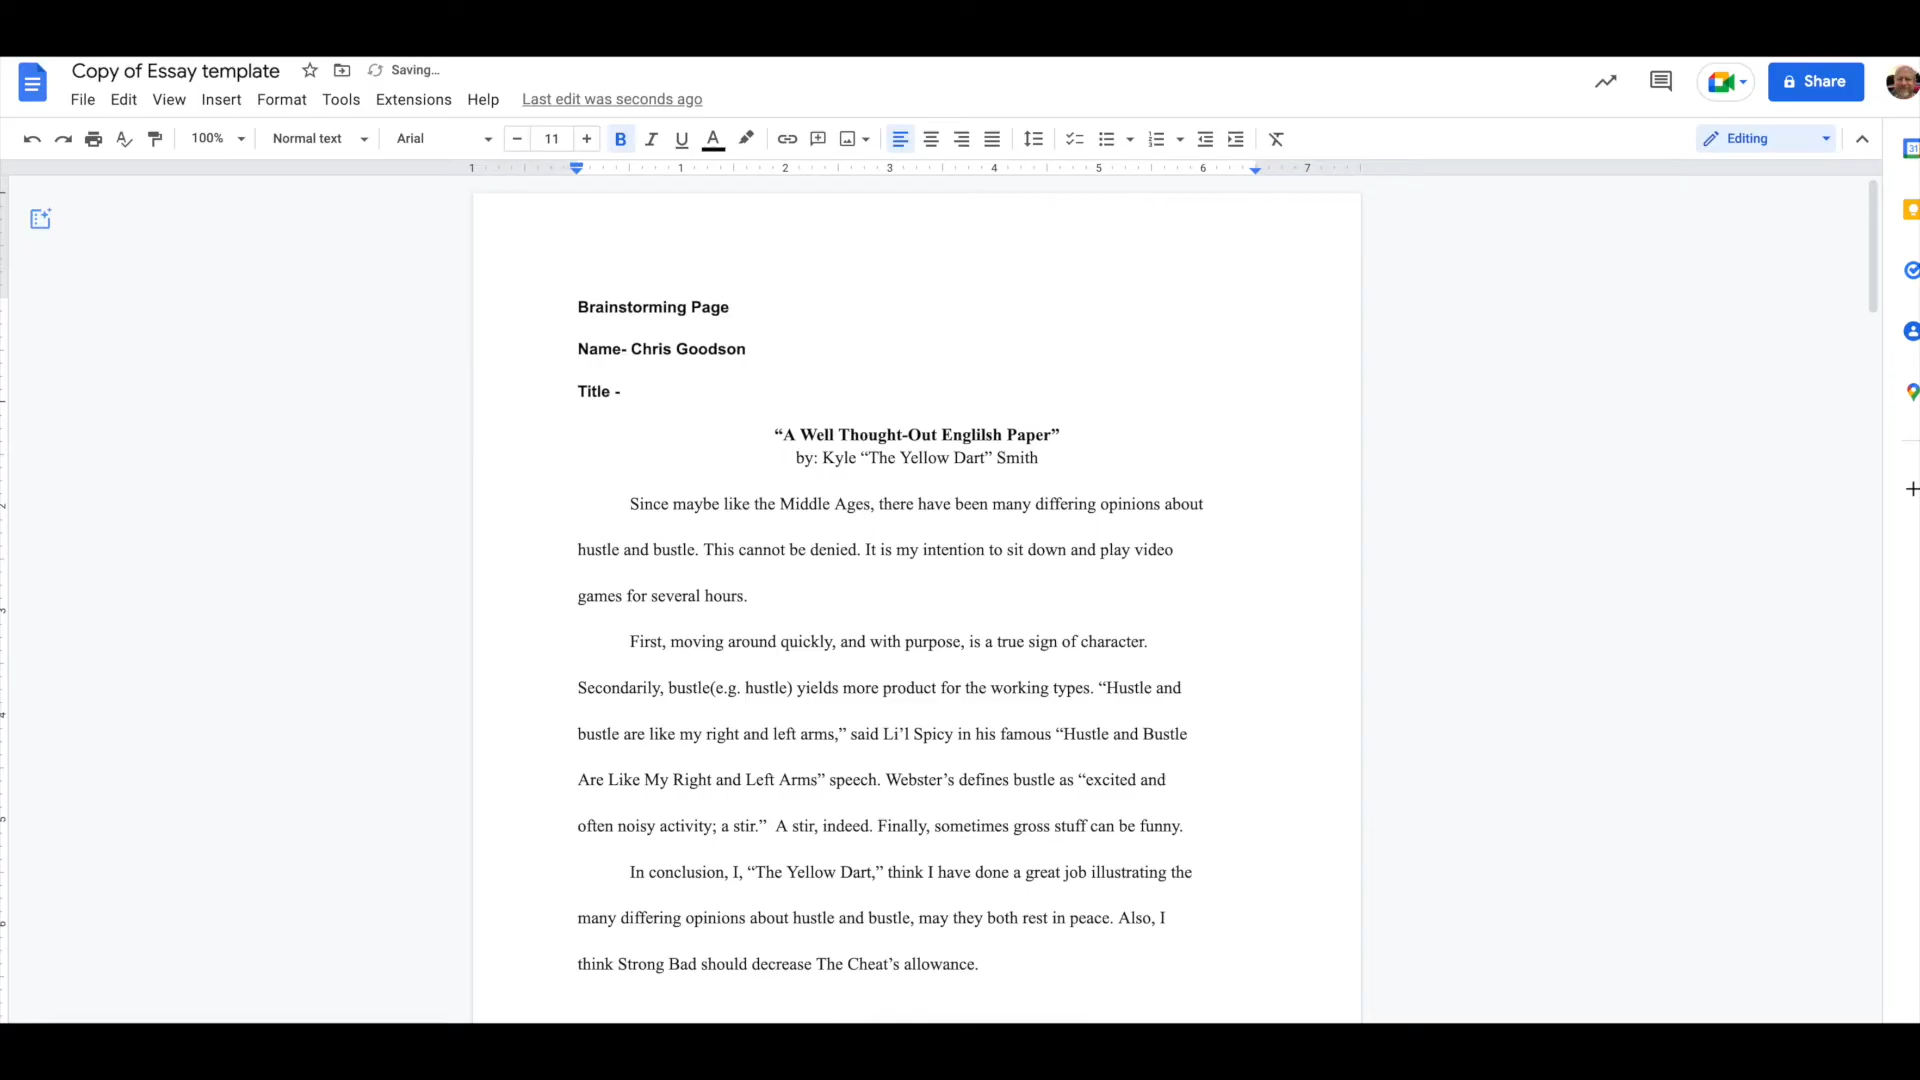 Copy of Essay template
Saving...
File Edit View Insert Format Tools Extensions Help Last edit was seconds ago
Share
100% Normal text Arial 11 B I U A Editing
1 1 2 3 4 5 6 7
31
Brainstorming Page
Name- Chris Goodson
Title -
“A Well Thought-Out Englilsh Paper”
by: Kyle “The Yellow Dart” Smith
Since maybe like the Middle Ages, there have been many differing opinions about
hustle and bustle. This cannot be denied. It is my intention to sit down and play video
games for several hours.
First, moving around quickly, and with purpose, is a true sign of character.
Secondarily, bustle(e.g. hustle) yields more product for the working types. “Hustle and
bustle are like my right and left arms,” said Li’l Spicy in his famous “Hustle and Bustle
Are Like My Right and Left Arms” speech. Webster’s defines bustle as “excited and
often noisy activity; a stir.”  A stir, indeed. Finally, sometimes gross stuff can be funny.
In conclusion, I, “The Yellow Dart,” think I have done a great job illustrating the
many differing opinions about hustle and bustle, may they both rest in peace. Also, I
think Strong Bad should decrease The Cheat’s allowance.